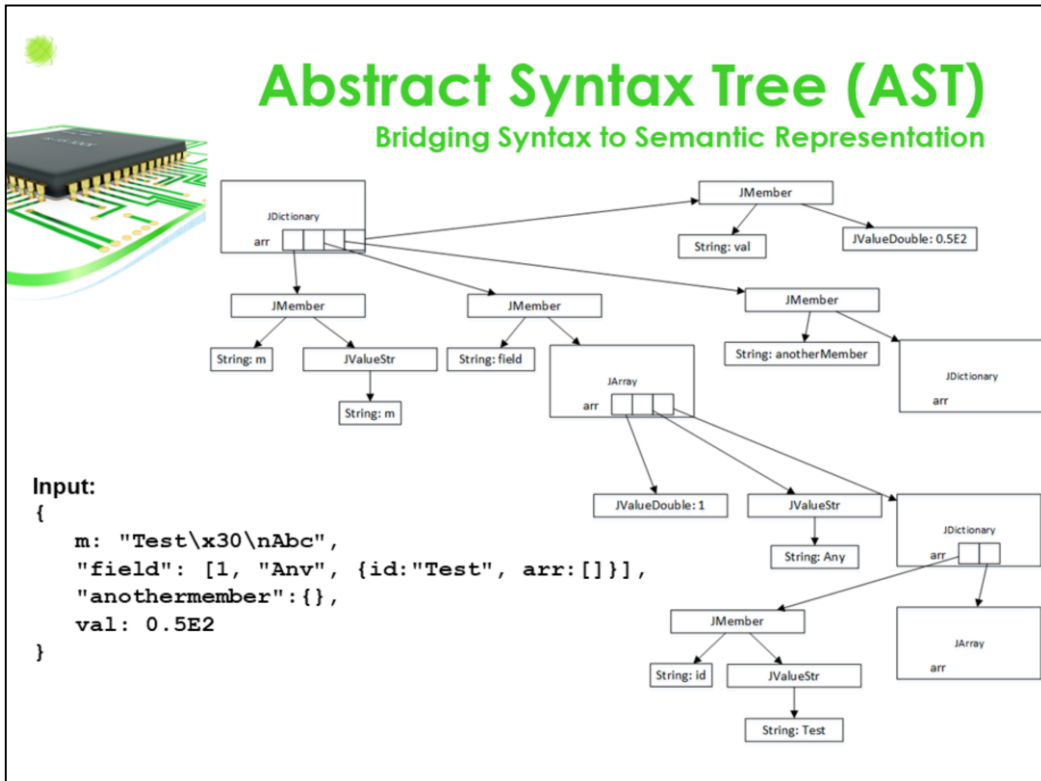 Abstract Syntax Tree (AST)
Bridging Syntax to Semantic Representation
JDictionary
arr
JMember
String: val
JValueDouble: 0.5E2
JMember
String: m
JValueStr
String: m
JMember
String: field
JArray
arr
JMember
String: anotherMember
JDictionary
arr
JValueDouble: 1
JValueStr
String: Any
JDictionary
arr
JMember
String: id
JValueStr
String: Test
JArray
arr
Input:
{
m: "Test\x30\nAbc",
"field": [1, "Anv", {id:"Test", arr:[]}],
"anothermember":{},
val: 0.5E2
}